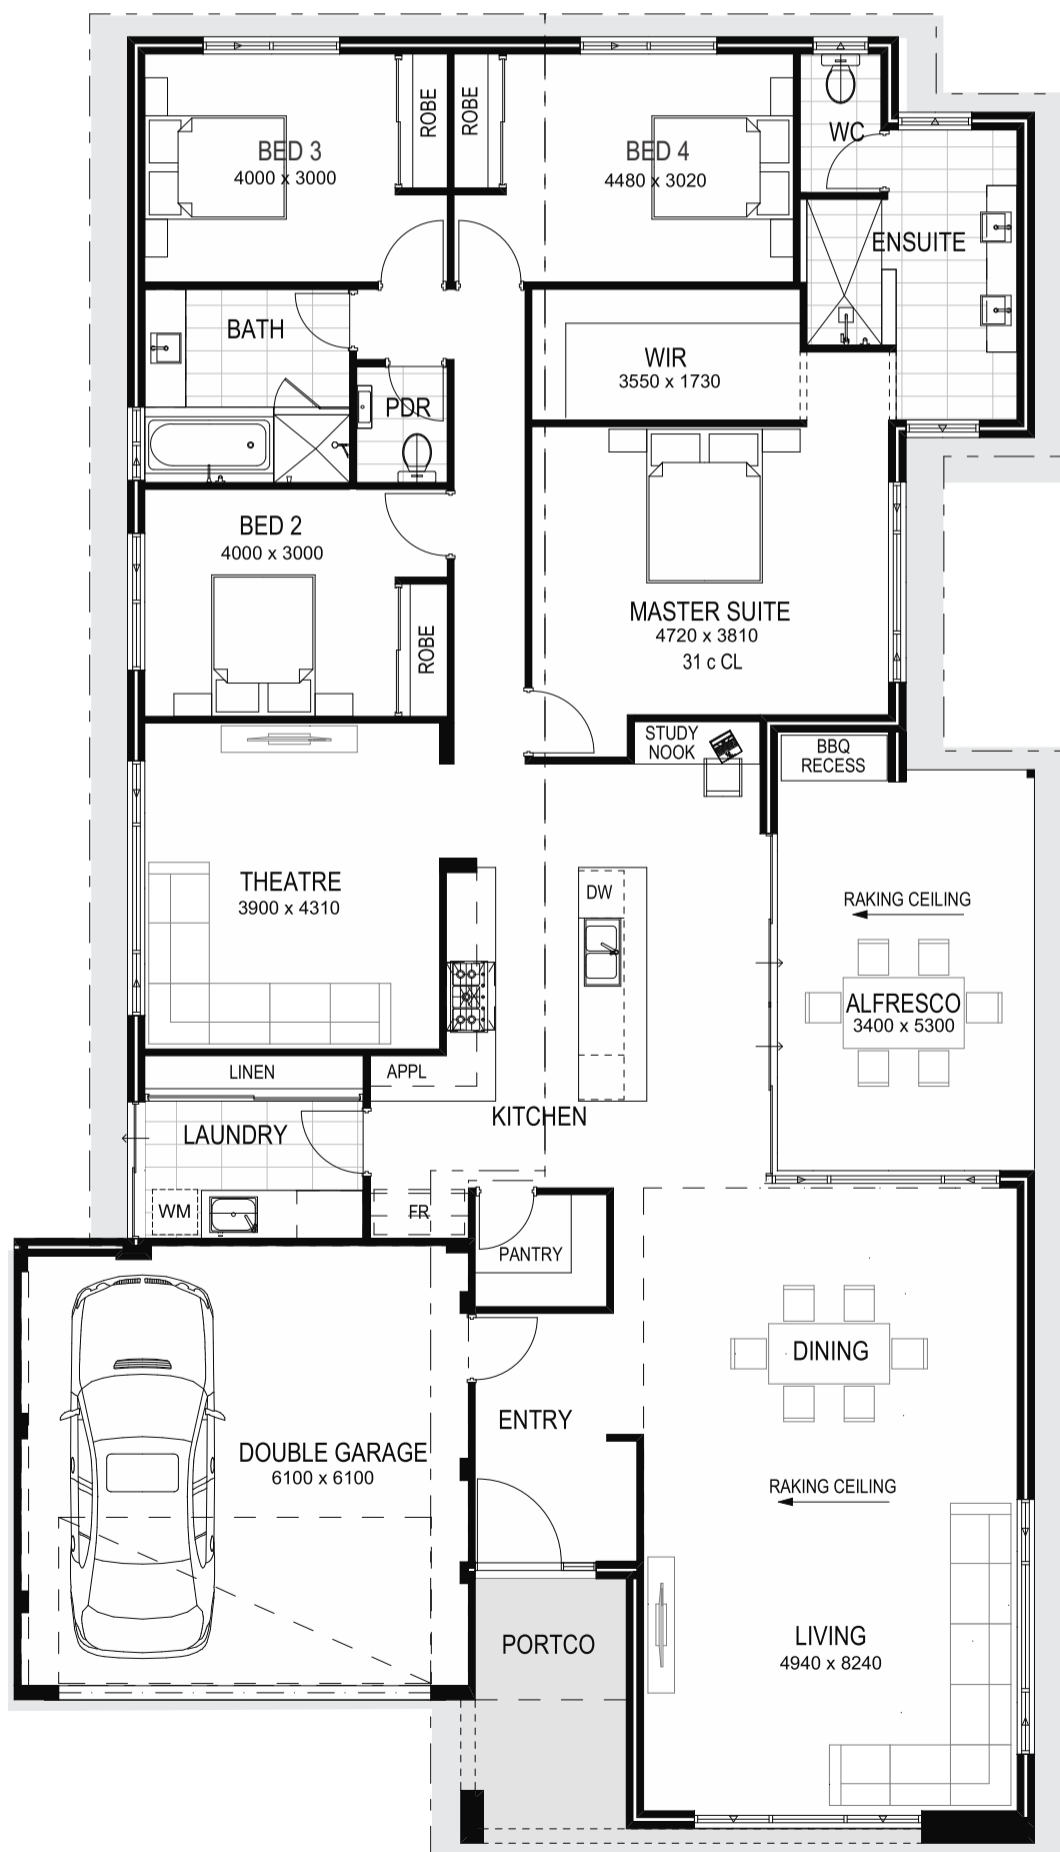 BED 3
4000 x 3000
ROBE
ROBE
BED 4
4480 x 3020
WC
ENSUITE
BATH
WIR
3550 x 1730
PDR
BED 2
4000 x 3000
ROBE
MASTER SUITE
4720 x 3810
31 c CL
STUDY
NOOK
BBQ
RECESS
THEATRE
3900 x 4310
DW
RAKING CEILING
ALFRESCO
3400 x 5300
LINEN
APPL
KITCHEN
LAUNDRY
WM
FR
PANTRY
DINING
ENTRY
DOUBLE GARAGE
6100 x 6100
RAKING CEILING
PORTCO
LIVING
4940 x 8240